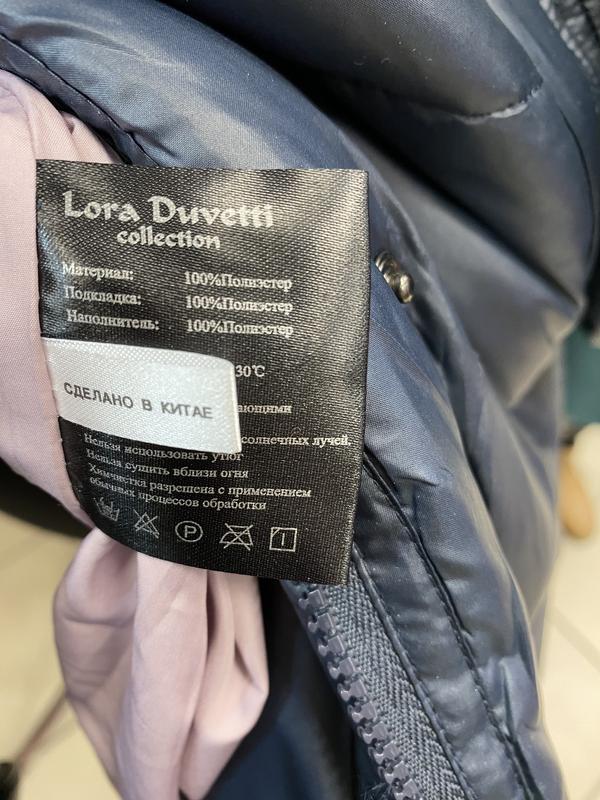 Lora Duvetti
collection
Материал: 100%Полиэстер
Подкладка: 100%Полиэстер
Наполнитель: 100%Полиэстер
30℃
СДЕЛАНО В КИТАЕ
солнечных лучей.
Нельзя использовать утюг
Нельзя сушить вблизи огня
Химчистка разрешена с применением
обычных процессов обработки
P